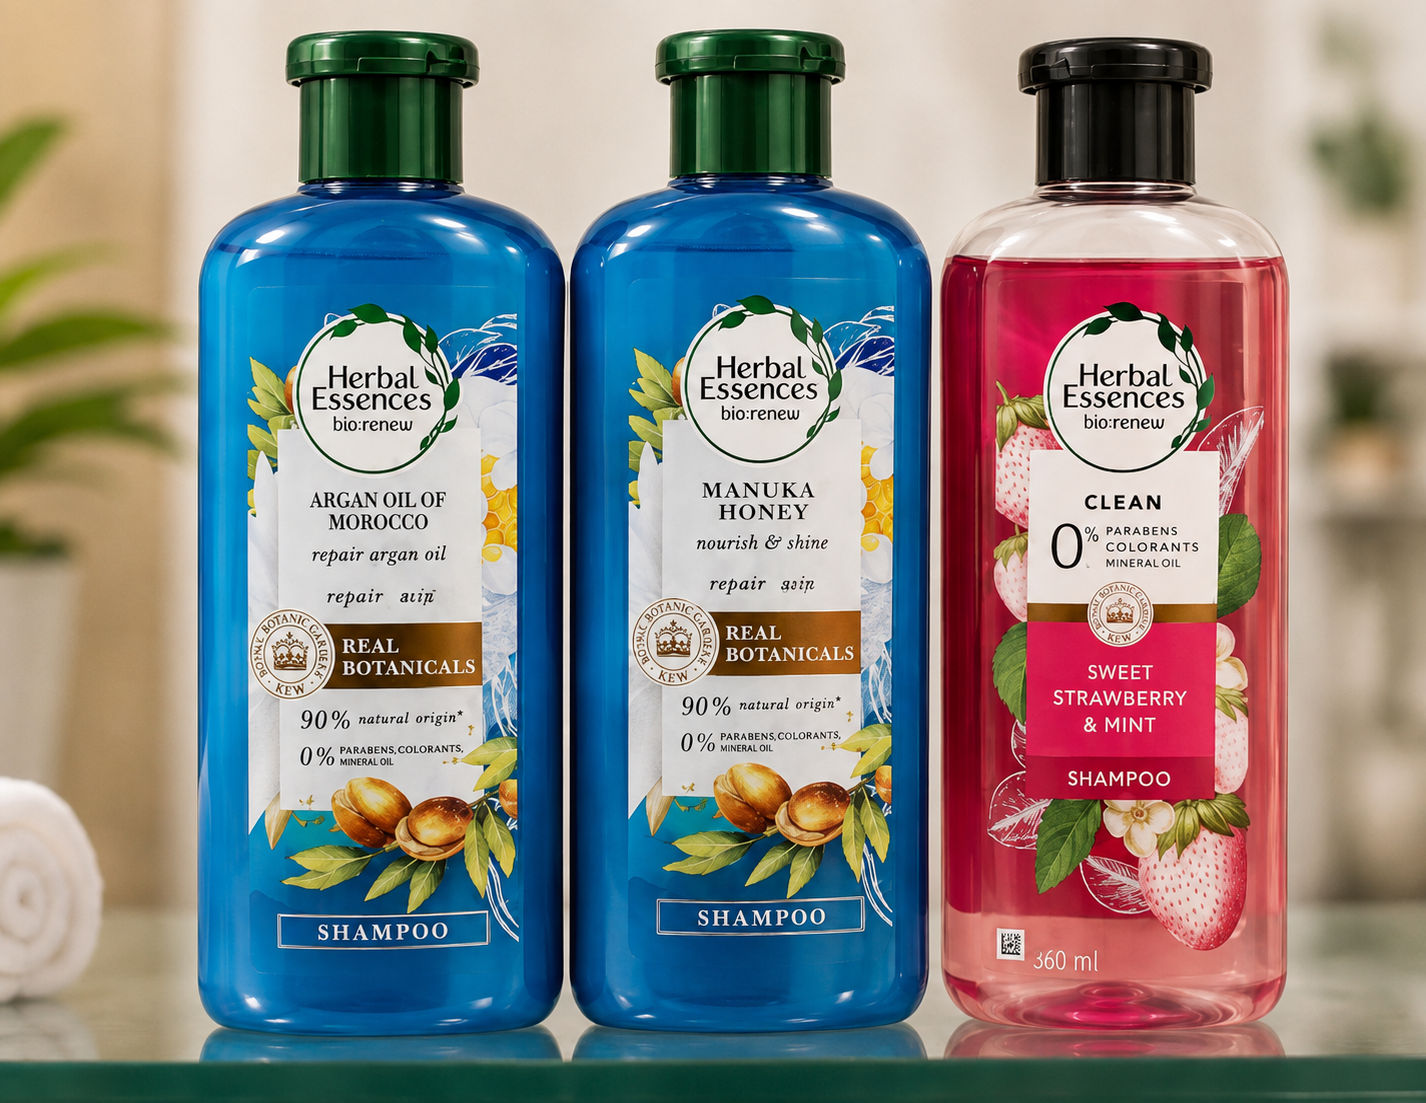 Herbal
Essences
bio:renew
ARGAN OIL OF
MOROCCO
repair argan oil
repair
BOTANIC
KEW
REAL
BOTANICALS
90% natural origin*
0% PARABENS, COLORANTS,
MINERAL OIL
SHAMPOO
Herbal
Essences
bio:renew
MANUKA
HONEY
nourish & shine
repair
BOTANIC
KEW
REAL
BOTANICALS
90% natural origin*
0% PARABENS, COLORANTS,
MINERAL OIL
SHAMPOO
Herbal
Essences
bio:renew
CLEAN
0% PARABENS
COLORANTS
MINERAL OIL
BOTANIC
KEW
SWEET
STRAWBERRY
& MINT
SHAMPOO
360 ml